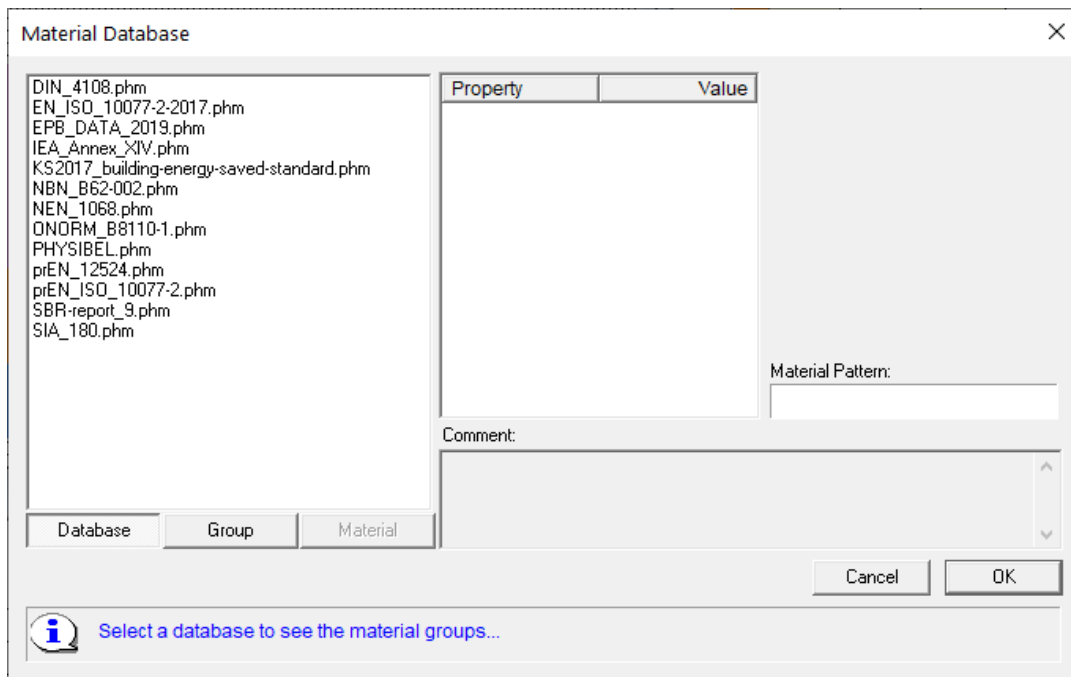 Material Database
DIN_4108.phm
EN_ISO_10077-2-2017.phm
EPB_DATA_2019.phm
IEA_Annex_XIV.phm
KS2017_building-energy-saved-standard.phm
NBN_B62-002.phm
NEN_1068.phm
ONORM_B8110-1.phm
PHYSIBEL.phm
prEN_12524.phm
prEN_ISO_10077-2.phm
SBR-report_9.phm
SIA_180.phm
Property Value
Material Pattern:
Comment:
Database Group Material
Cancel OK
Select a database to see the material groups...